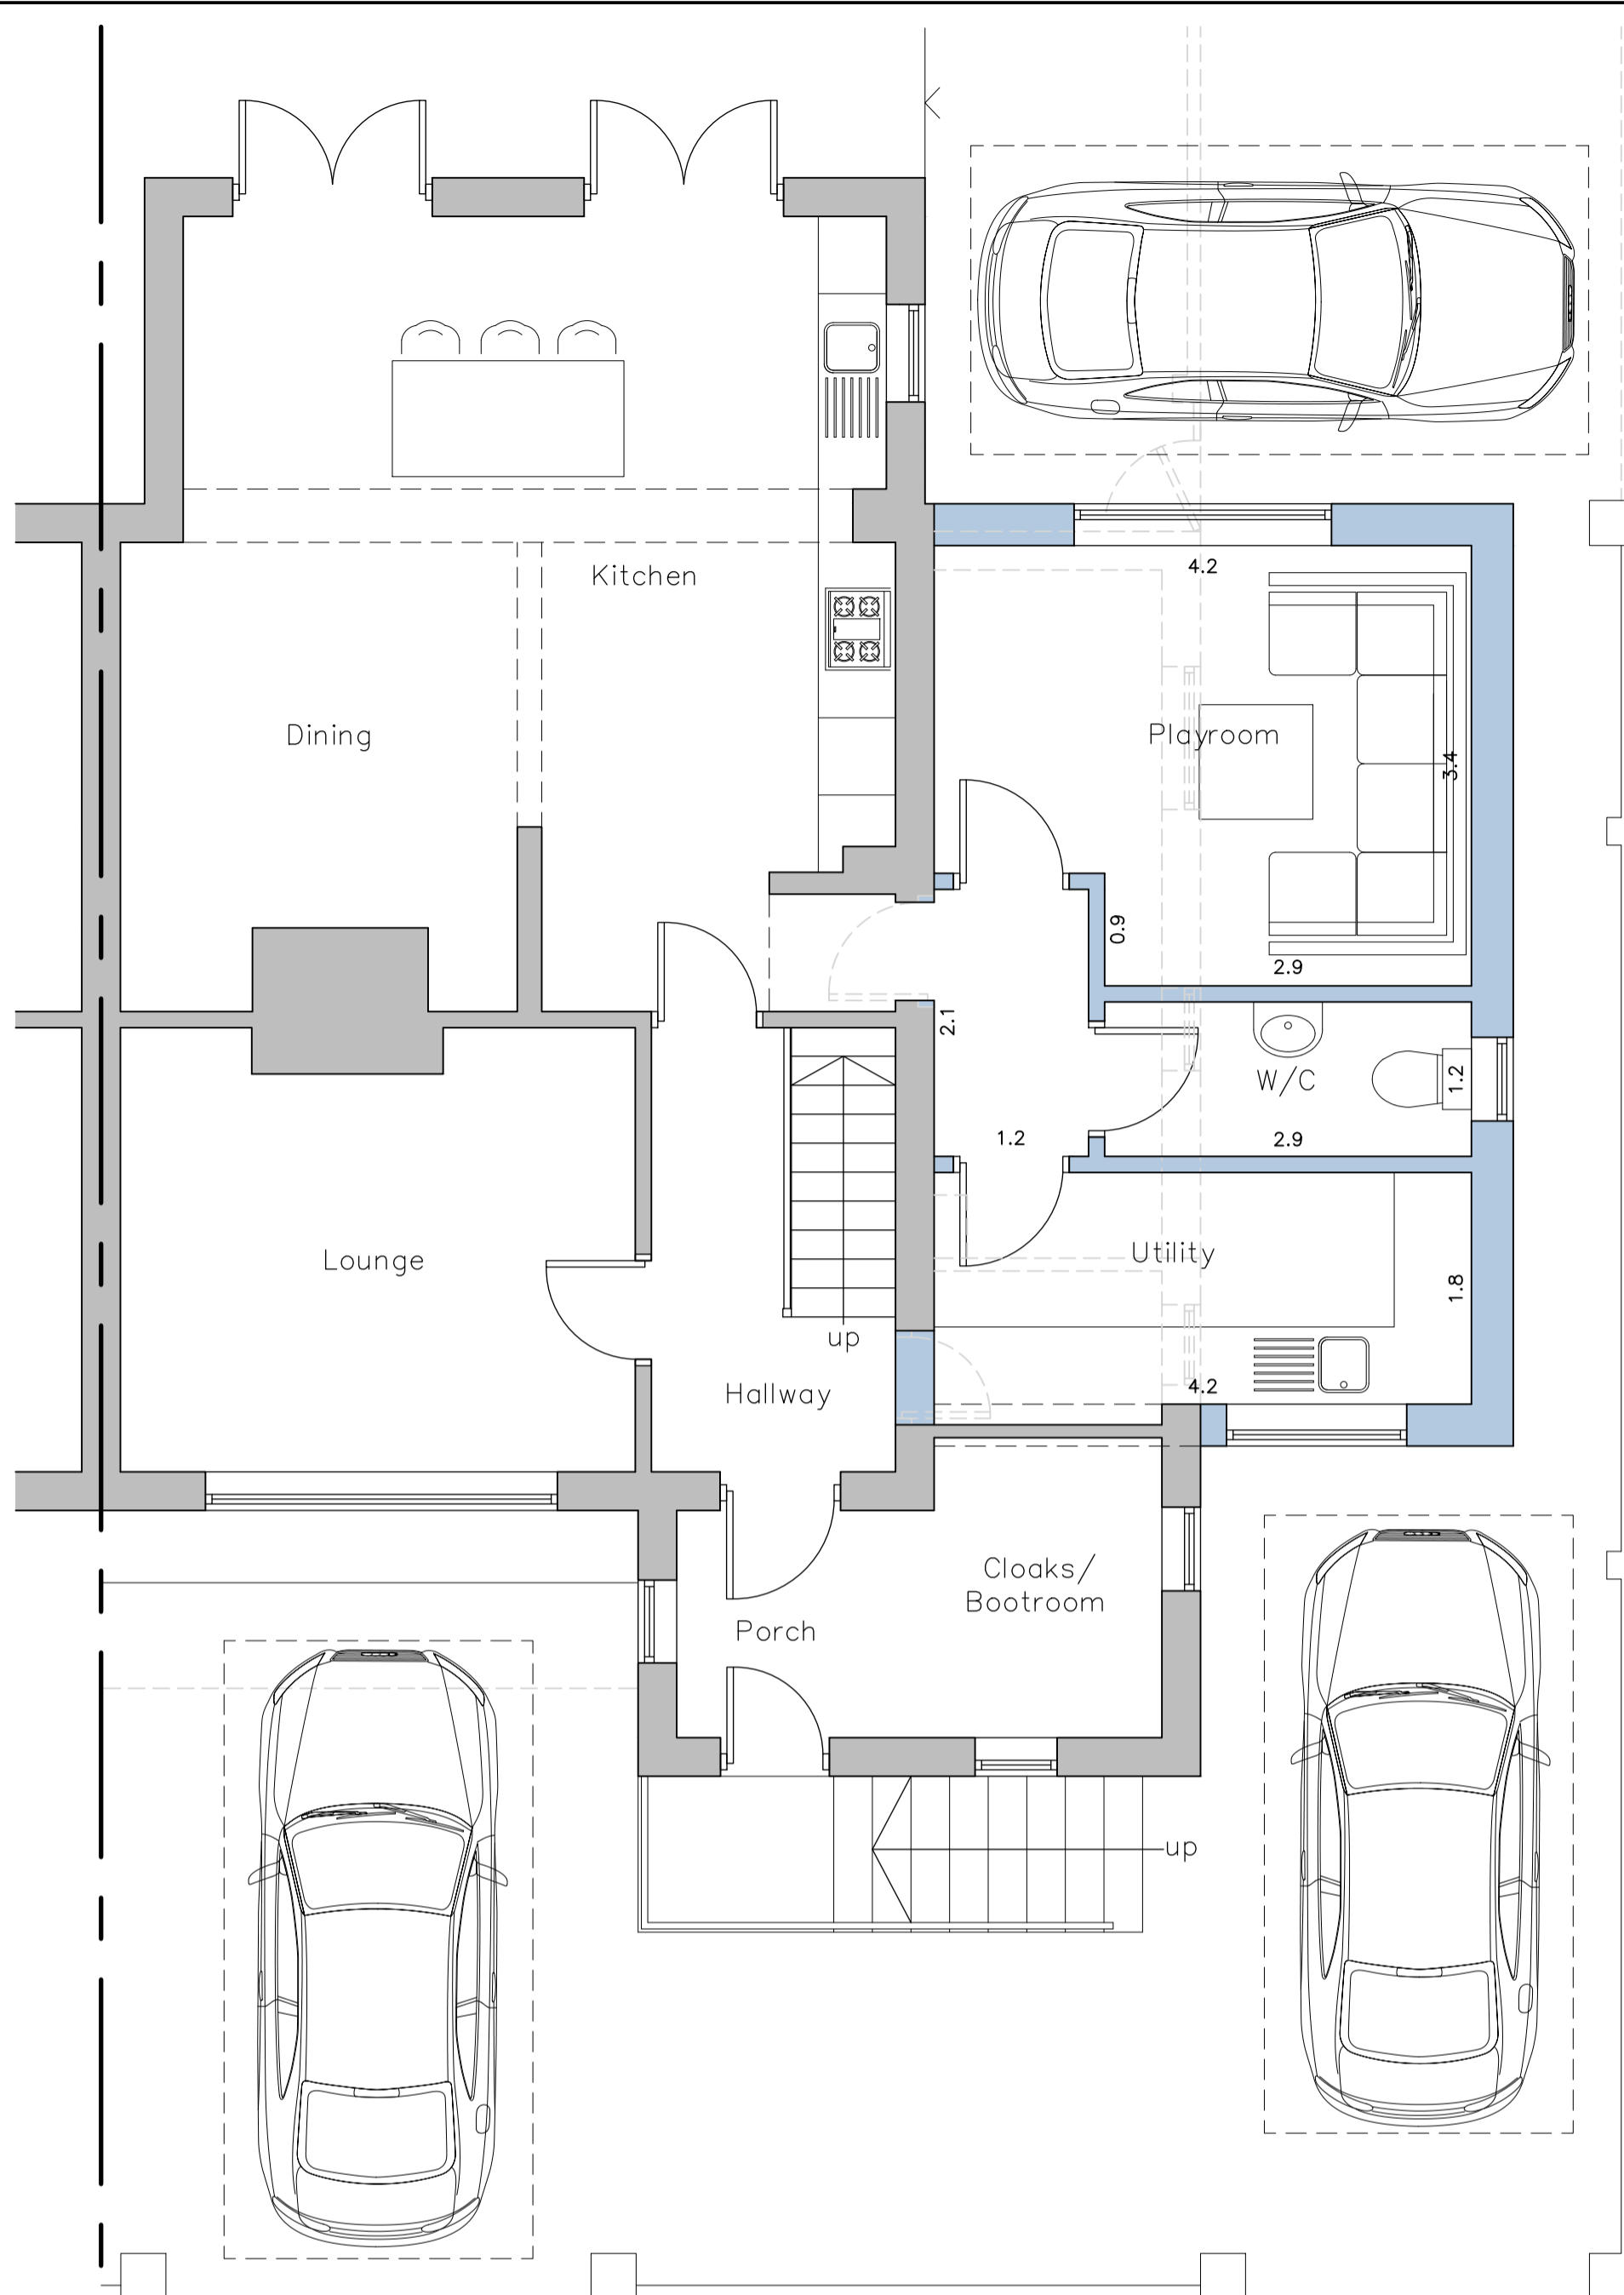 Kitchen
4.2
Dining
Playroom
3.4
0.9
2.9
2.1
W/C
1.2
1.2
2.9
Lounge
Utility
1.8
up
4.2
Hallway
Cloaks/
Bootroom
Porch
up